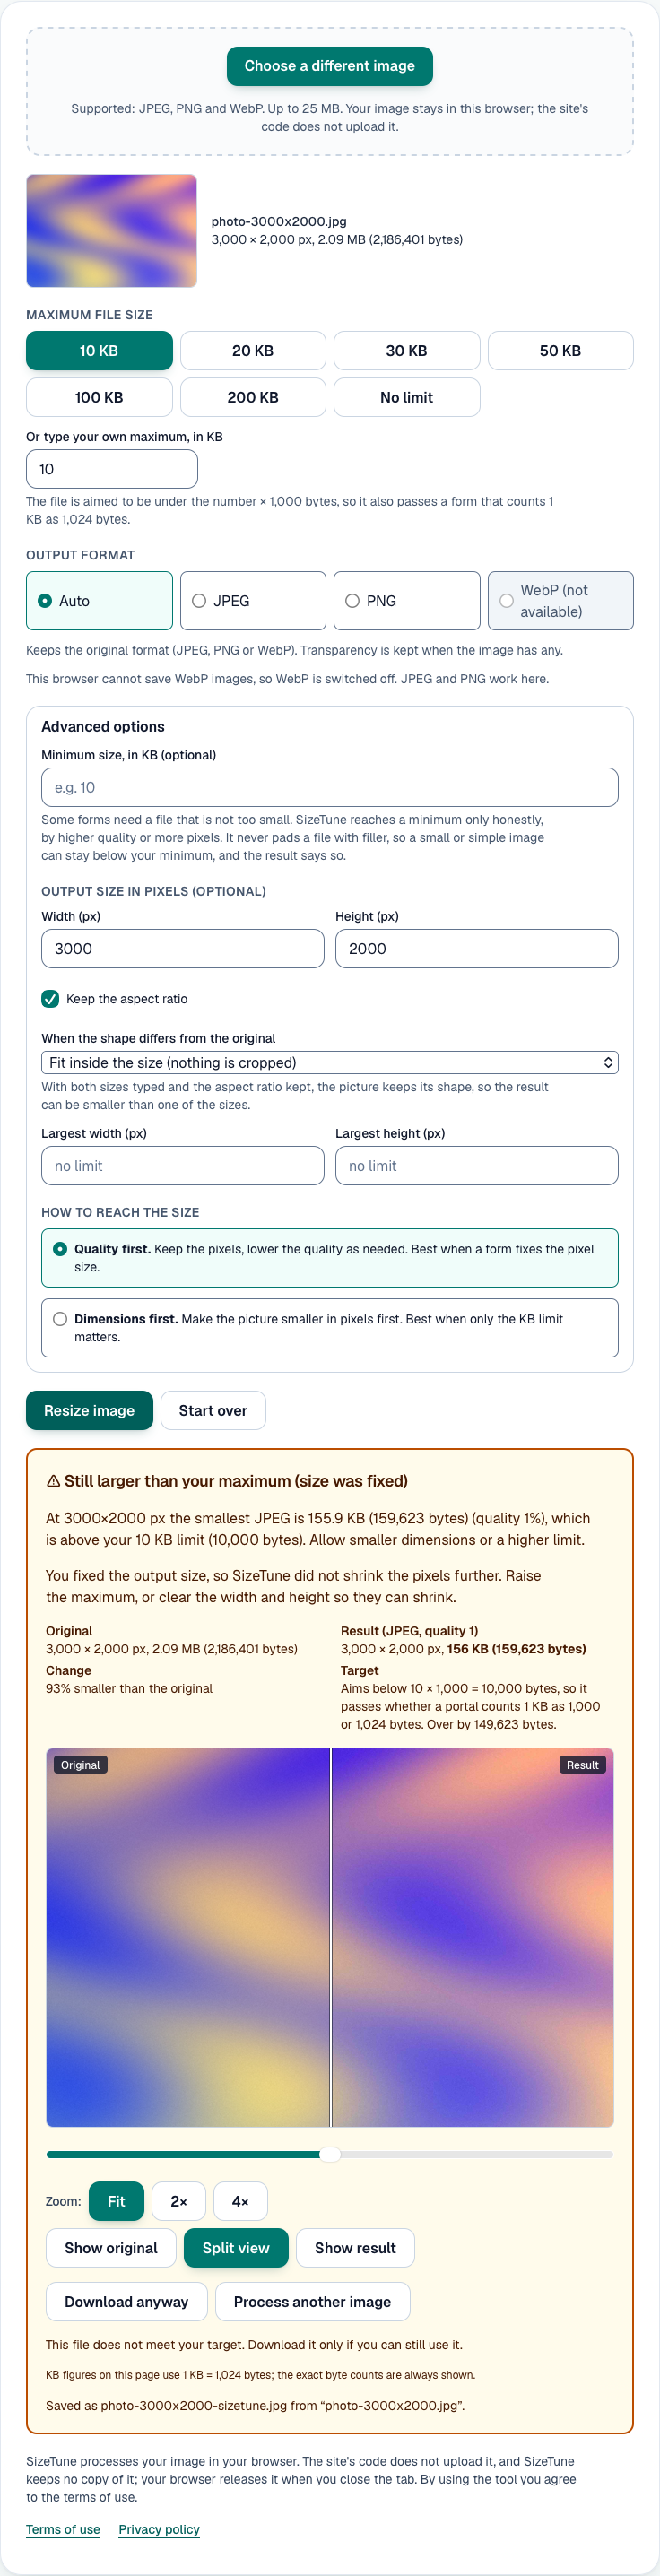 Choose a different image
Supported: JPEG, PNG and WebP. Up to 25 MB. Your image stays in this browser; the site's
code does not upload it.
photo-3000x2000.jpg
3,000 × 2,000 px, 2.09 MB (2,186,401 bytes)
MAXIMUM FILE SIZE
10 KB
20 KB
30 KB
50 KB
100 KB
200 KB
No limit
Or type your own maximum, in KB
10
The file is aimed to be under the number × 1,000 bytes, so it also passes a form that counts 1
KB as 1,024 bytes.
OUTPUT FORMAT
Auto
JPEG
PNG
WebP (not
available)
Keeps the original format (JPEG, PNG or WebP). Transparency is kept when the image has any.
This browser cannot save WebP images, so WebP is switched off. JPEG and PNG work here.
Advanced options
Minimum size, in KB (optional)
e.g. 10
Some forms need a file that is not too small. SizeTune reaches a minimum only honestly,
by higher quality or more pixels. It never pads a file with filler, so a small or simple image
can stay below your minimum, and the result says so.
OUTPUT SIZE IN PIXELS (OPTIONAL)
Width (px)
Height (px)
3000
2000
Keep the aspect ratio
When the shape differs from the original
Fit inside the size (nothing is cropped)
With both sizes typed and the aspect ratio kept, the picture keeps its shape, so the result
can be smaller than one of the sizes.
Largest width (px)
Largest height (px)
no limit
no limit
HOW TO REACH THE SIZE
Quality first. Keep the pixels, lower the quality as needed. Best when a form fixes the pixel
size.
Dimensions first. Make the picture smaller in pixels first. Best when only the KB limit
matters.
Resize image
Start over
Still larger than your maximum (size was fixed)
At 3000×2000 px the smallest JPEG is 155.9 KB (159,623 bytes) (quality 1%), which
is above your 10 KB limit (10,000 bytes). Allow smaller dimensions or a higher limit.
You fixed the output size, so SizeTune did not shrink the pixels further. Raise
the maximum, or clear the width and height so they can shrink.
Original
3,000 × 2,000 px, 2.09 MB (2,186,401 bytes)
Result (JPEG, quality 1)
3,000 × 2,000 px, 156 KB (159,623 bytes)
Change
93% smaller than the original
Target
Aims below 10 × 1,000 = 10,000 bytes, so it
passes whether a portal counts 1 KB as 1,000
or 1,024 bytes. Over by 149,623 bytes.
Original
Result
Zoom:
Fit
2×
4×
Show original
Split view
Show result
Download anyway
Process another image
This file does not meet your target. Download it only if you can still use it.
KB figures on this page use 1 KB = 1,024 bytes; the exact byte counts are always shown.
Saved as photo-3000x2000-sizetune.jpg from “photo-3000x2000.jpg”.
SizeTune processes your image in your browser. The site's code does not upload it, and SizeTune
keeps no copy of it; your browser releases it when you close the tab. By using the tool you agree
to the terms of use.
Terms of use
Privacy policy